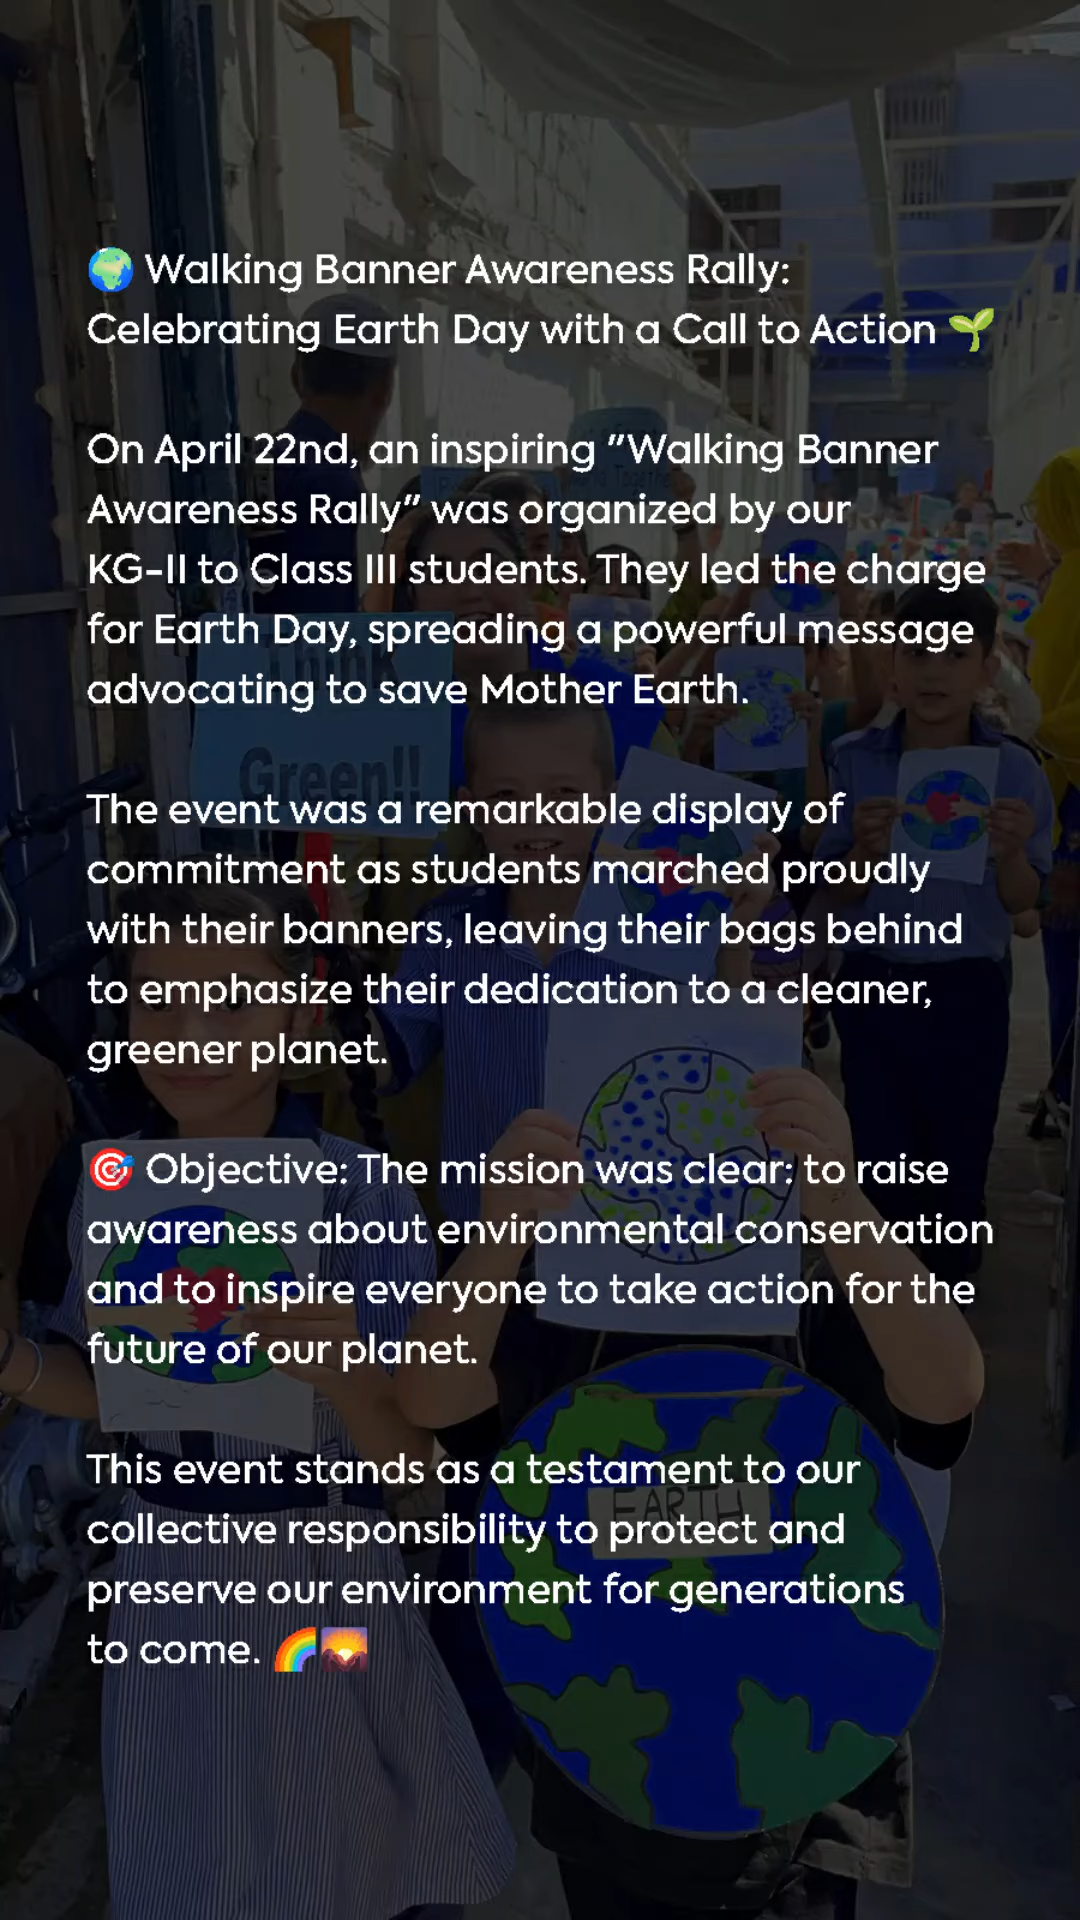 🌍 Walking Banner Awareness Rally:
Celebrating Earth Day with a Call to Action 🌱
On April 22nd, an inspiring "Walking Banner
Awareness Rally" was organized by our
KG-II to Class III students. They led the charge
for Earth Day, spreading a powerful message
advocating to save Mother Earth.
Think
Green!!
The event was a remarkable display of
commitment as students marched proudly
with their banners, leaving their bags behind
to emphasize their dedication to a cleaner,
greener planet.
🎯 Objective: The mission was clear: to raise
awareness about environmental conservation
and to inspire everyone to take action for the
future of our planet.
This event stands as a testament to our
collective responsibility to protect and
preserve our environment for generations
to come. 🌈🌄
EARTH